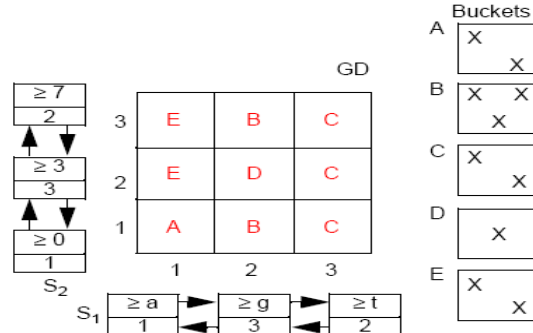 Buckets
A
X
X
GD
B
X X
X
≥ 7
2
3 E B C
C
X
X
≥ 3
3
2 E D C
D
X
≥ 0
1
1 A B C
S2
1 2 3
E
X
X
S1
≥ a ≥ g ≥ t
1 3 2